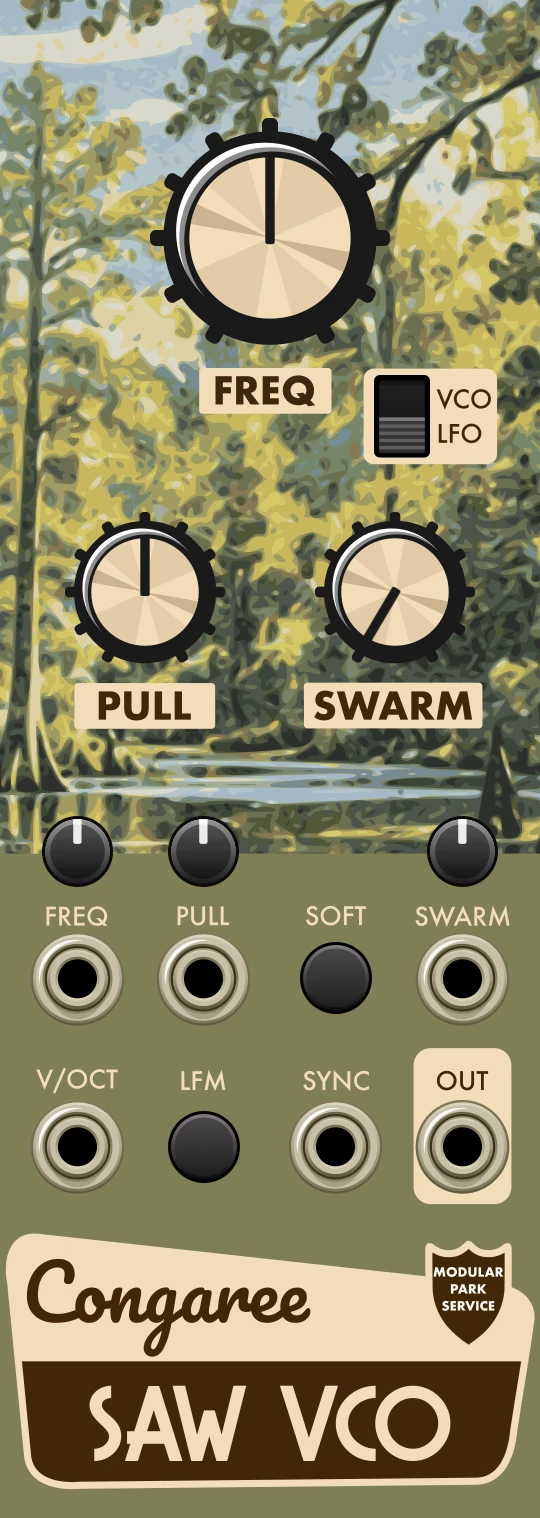 FREQ
VCO
LFO
PULL
SWARM
FREQ
PULL
SOFT
SWARM
V/OCT
LFM
SYNC
OUT
Congaree
MODULAR
PARK
SERVICE
SAW VCO